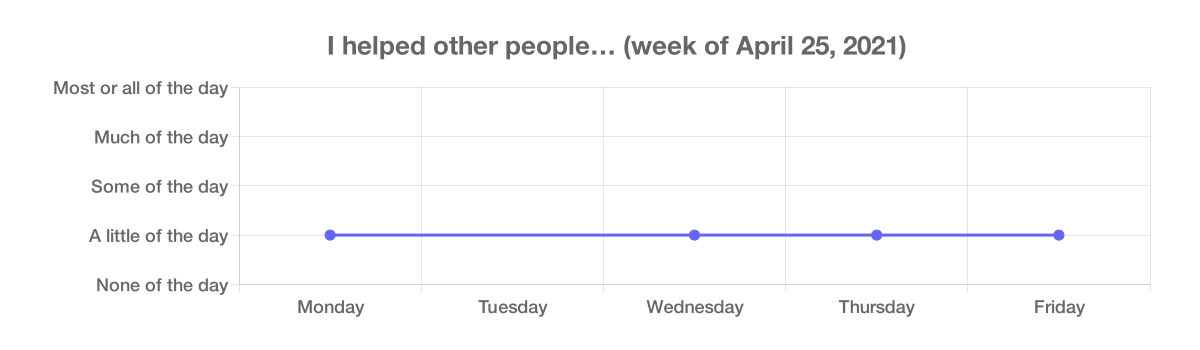 I helped other people… (week of April 25, 2021)
Most or all of the day
Much of the day
Some of the day
A little of the day
None of the day
Monday Tuesday Wednesday Thursday Friday